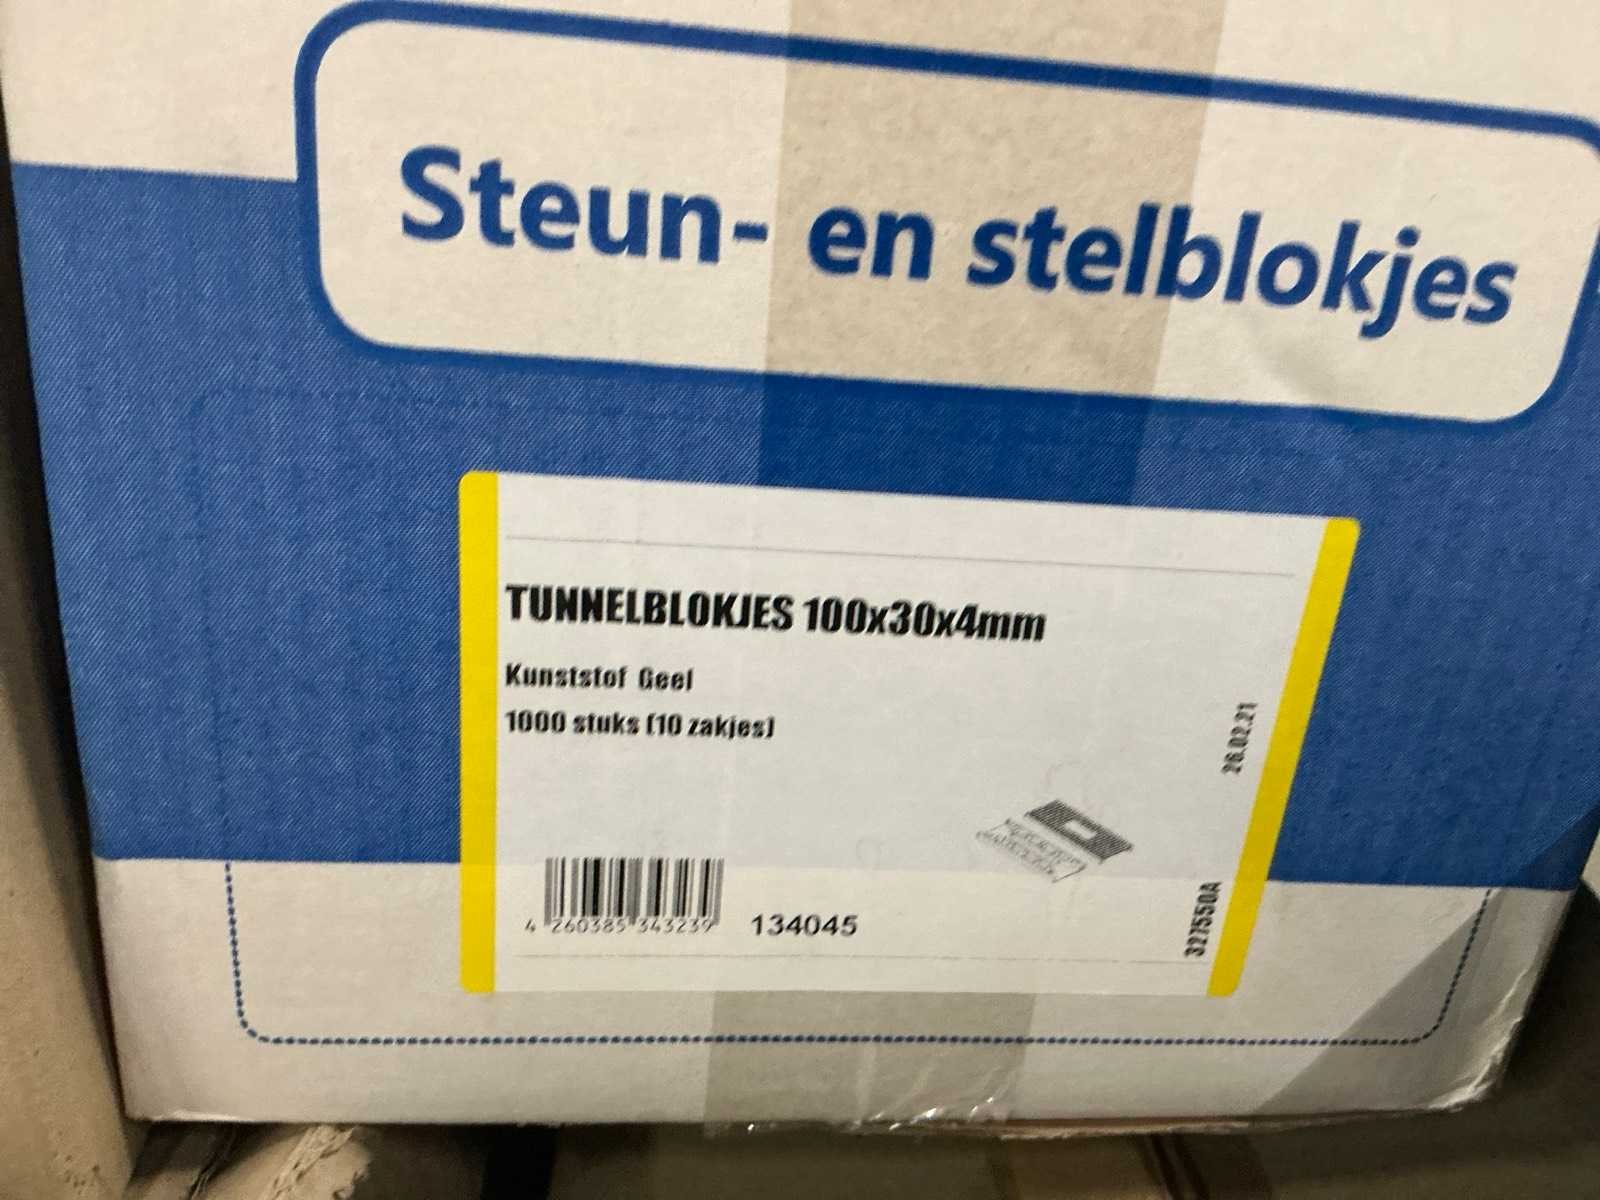 Steun- en stelblokjes
TUNNELBLOKJES 100x30x4mm
Kunststof Geel
1000 stuks (10 zakjes)
26.02.21
4 260385 343239
134045
327550A